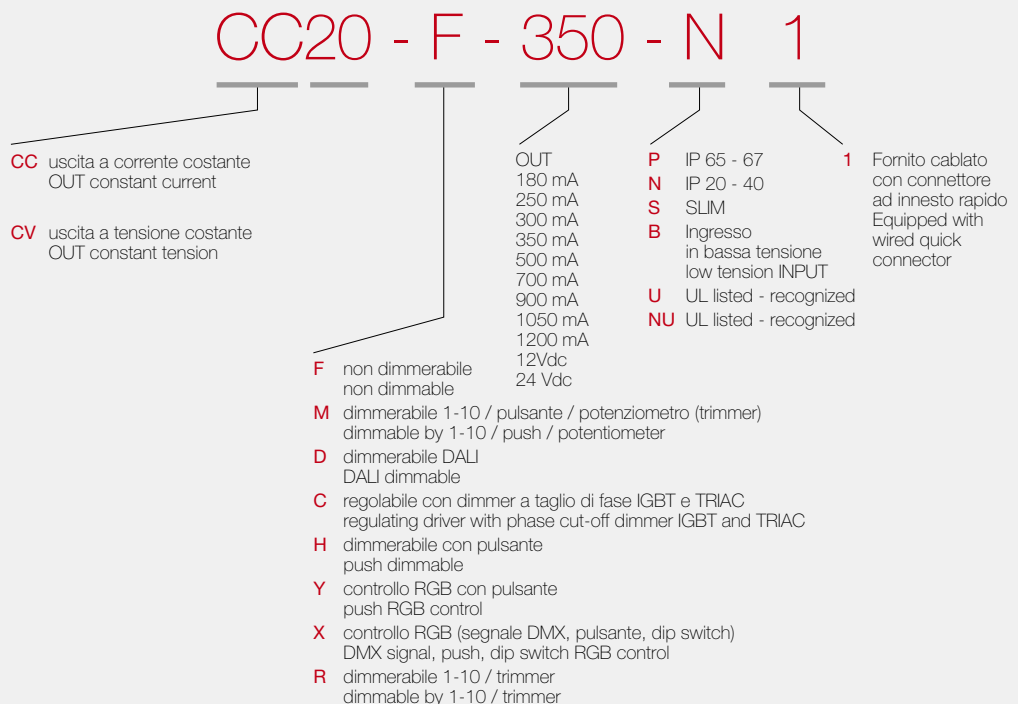 CC20 - F - 350 - N 1
CC uscita a corrente costante
OUT constant current
CV uscita a tensione costante
OUT constant tension
OUT
180 mA
250 mA
300 mA
350 mA
500 mA
700 mA
900 mA
1050 mA
1200 mA
12Vdc
24 Vdc
P IP 65 - 67
N IP 20 - 40
S SLIM
B Ingresso
in bassa tensione
low tension INPUT
U UL listed - recognized
NU UL listed - recognized
1 Fornito cablato
con connettore
ad innesto rapido
Equipped with
wired quick
connector
F non dimmerabile
non dimmable
M dimmerabile 1-10 / pulsante / potenziometro (trimmer)
dimmable by 1-10 / push / potentiometer
D dimmerabile DALI
DALI dimmable
C regolabile con dimmer a taglio di fase IGBT e TRIAC
regulating driver with phase cut-off dimmer IGBT and TRIAC
H dimmerabile con pulsante
push dimmable
Y controllo RGB con pulsante
push RGB control
X controllo RGB (segnale DMX, pulsante, dip switch)
DMX signal, push, dip switch RGB control
R dimmerabile 1-10 / trimmer
dimmable by 1-10 / trimmer